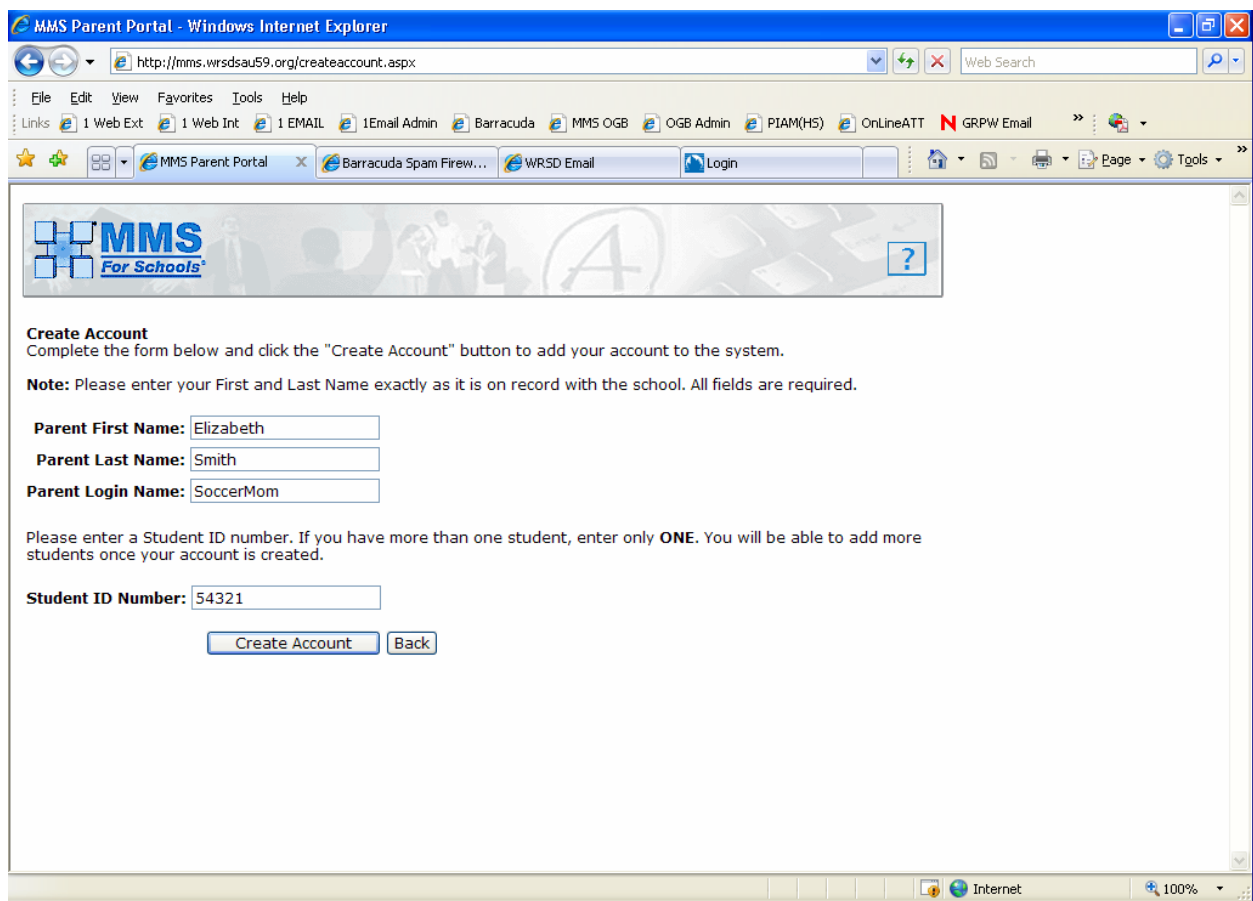 MMS Parent Portal - Windows Internet Explorer
http://mms.wrsdsau59.org/createaccount.aspx
Web Search
File Edit View Favorites Tools Help
Links 1 Web Ext 1 Web Int 1 EMAIL 1Email Admin Barracuda MMS OGB OGB Admin PIAM(HS) OnLineATT N GRPW Email »
MMS Parent Portal X Barracuda Spam Firew... WRSD Email Login Page Tools »
MMS
For Schools®
A
?
Create Account
Complete the form below and click the "Create Account" button to add your account to the system.
Note: Please enter your First and Last Name exactly as it is on record with the school. All fields are required.
Parent First Name: Elizabeth
Parent Last Name: Smith
Parent Login Name: SoccerMom
Please enter a Student ID number. If you have more than one student, enter only ONE. You will be able to add more
students once your account is created.
Student ID Number: 54321
Create Account Back
Internet 100%